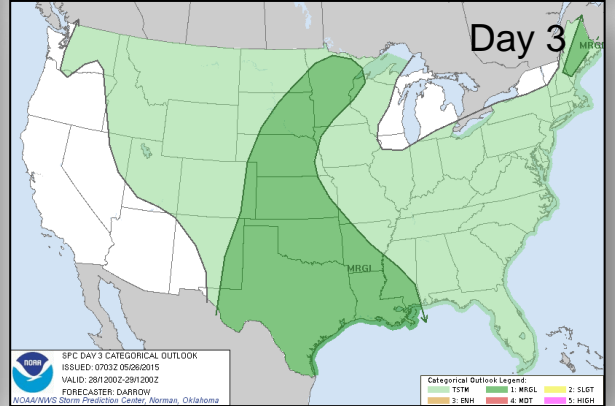 Day 3
MRGL
MRGL
NOAA
SPC DAY 3 CATEGORICAL OUTLOOK
ISSUED: 0703Z 05/26/2015
VALID: 28/1200Z-29/1200Z
FORECASTER: DARROW
NOAA/NWS Storm Prediction Center, Norman, Oklahoma
Categorical Outlook Legend:
TSTM 1: MRGL 2: SLGT
3: ENH 4: MDT 5: HIGH